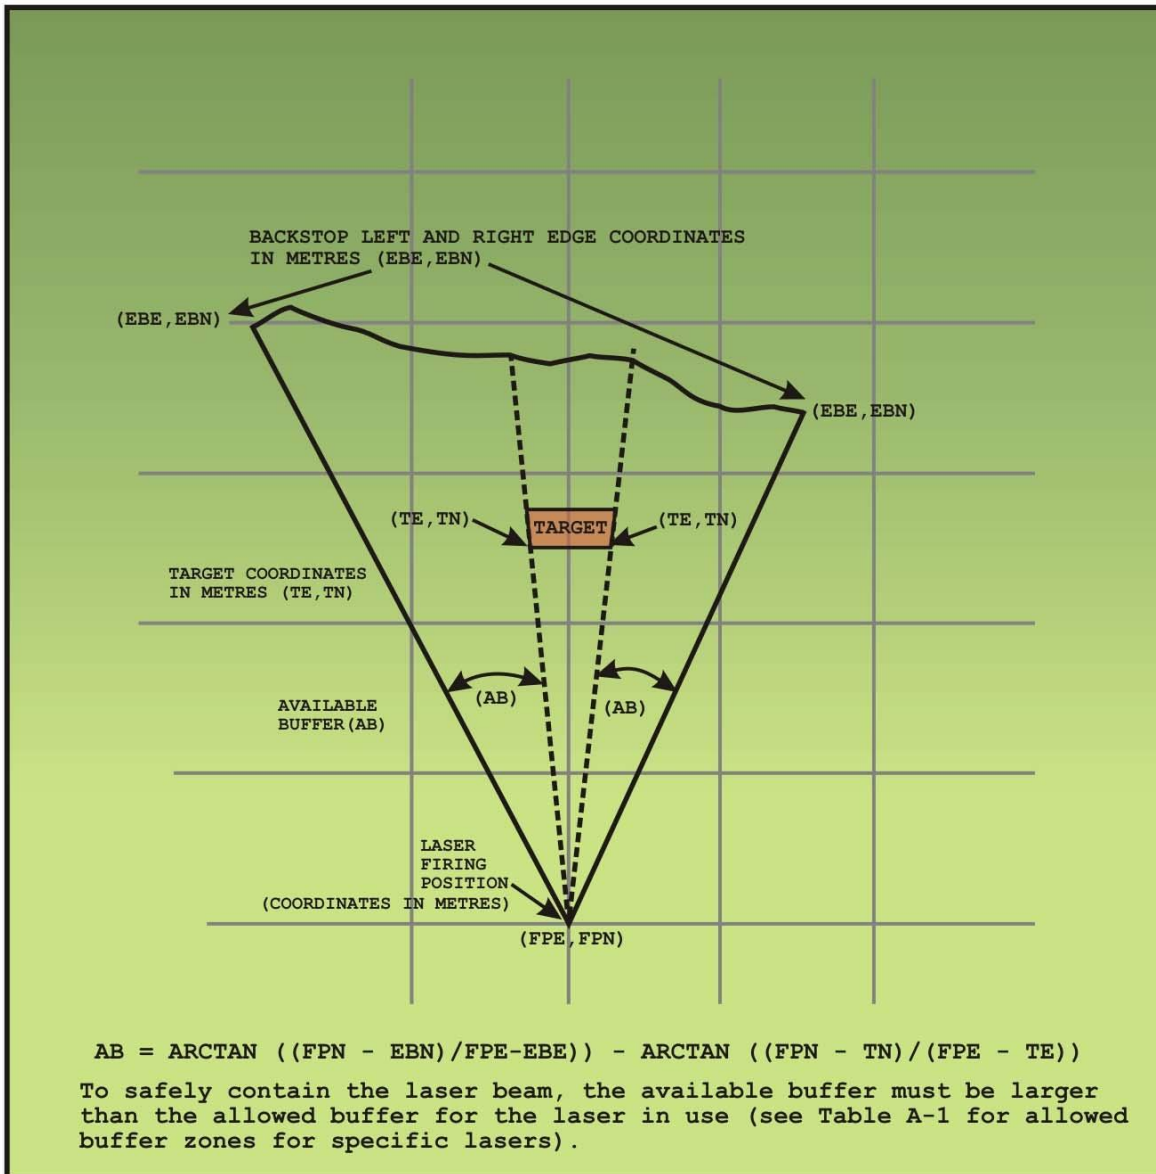 BACKSTOP LEFT AND RIGHT EDGE COORDINATES
IN METRES (EBE,EBN)
(EBE,EBN)
(EBE,EBN)
(TE,TN)
TARGET
(TE,TN)
TARGET COORDINATES
IN METRES (TE,TN)
(AB)
(AB)
AVAILABLE
BUFFER(AB)
LASER
FIRING
POSITION
(COORDINATES IN METRES)
(FPE,FPN)
AB = ARCTAN ((FPN - EBN)/FPE-EBE)) - ARCTAN ((FPN - TN)/(FPE - TE))
To safely contain the laser beam, the available buffer must be larger
than the allowed buffer for the laser in use (see Table A-1 for allowed
buffer zones for specific lasers).